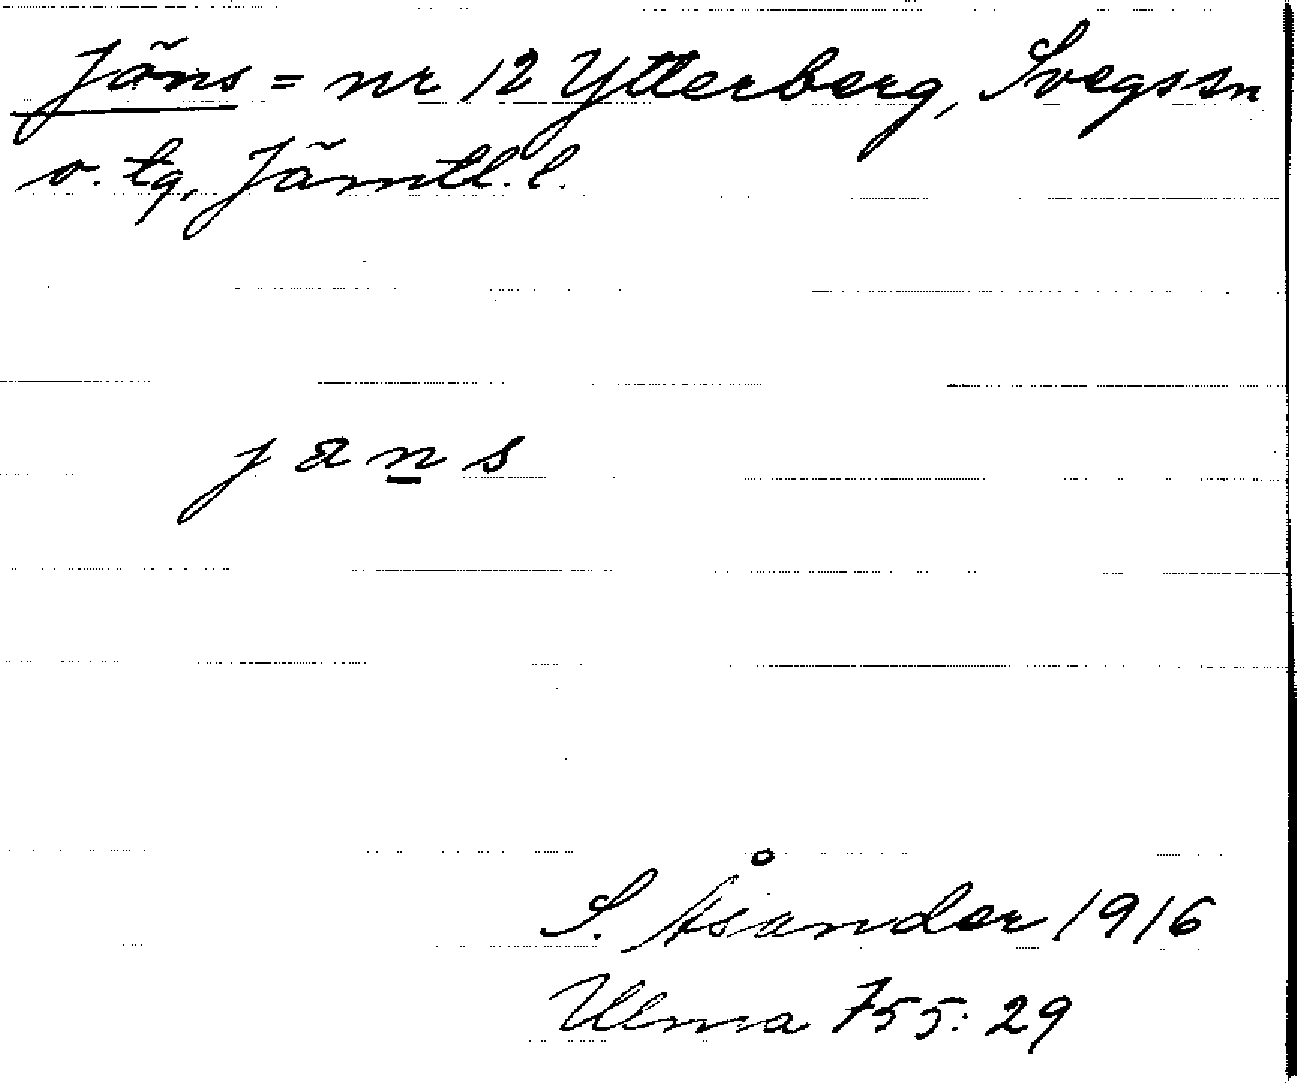 Jäns = nr 12 Ytterberg, Svegs sn
o. tg, Jämtl. l.
j a n s
S. Åsander 1916
Ulma 755: 29